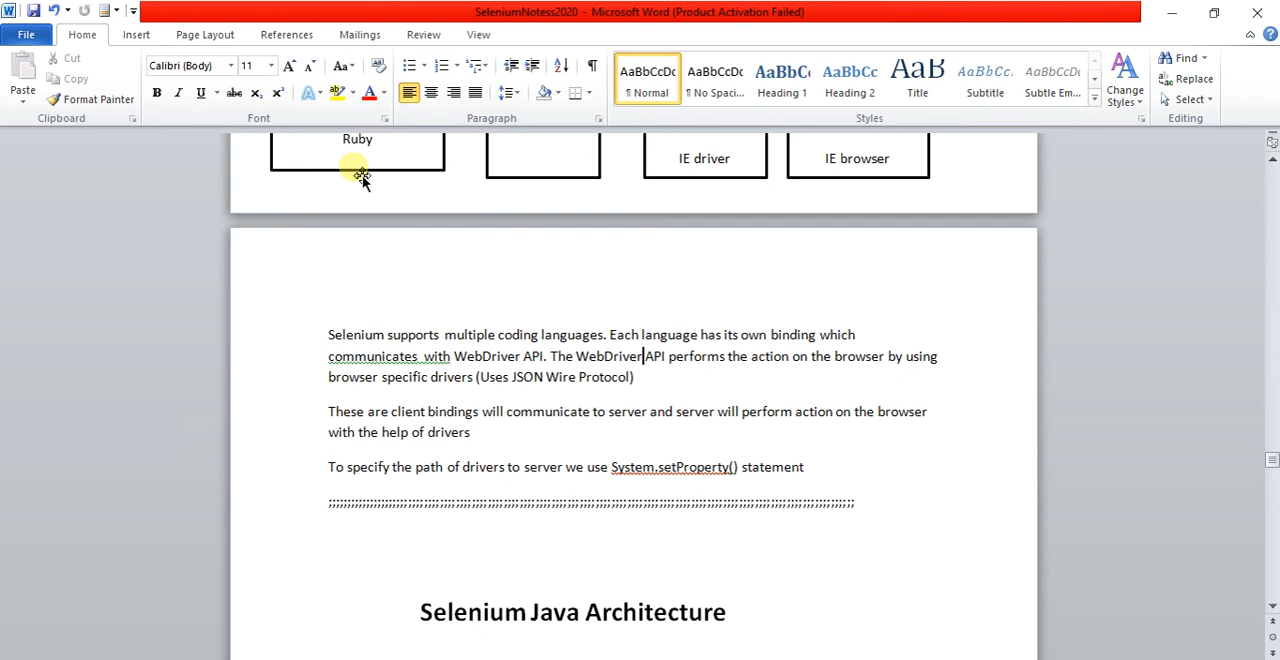 SeleniumNotess2020 - Microsoft Word (Product Activation Failed)
File Home Insert Page Layout References Mailings Review View
Paste
Cut
Copy
Format Painter
Clipboard
Calibri (Body) 11
Font
Paragraph
AaBbCcDc AaBbCcDc AaBbC AaBbCc AaB AaBbCc. AaBbCcDc
¶ Normal ¶ No Spaci... Heading 1 Heading 2 Title Subtitle Subtle Em...
Change Styles
Styles
Find
Replace
Select
Editing
Ruby
IE driver
IE browser
Selenium supports multiple coding languages. Each language has its own binding which
communicates with WebDriver API. The WebDriver API performs the action on the browser by using
browser specific drivers (Uses JSON Wire Protocol)
These are client bindings will communicate to server and server will perform action on the browser
with the help of drivers
To specify the path of drivers to server we use System.setProperty() statement
Selenium Java Architecture